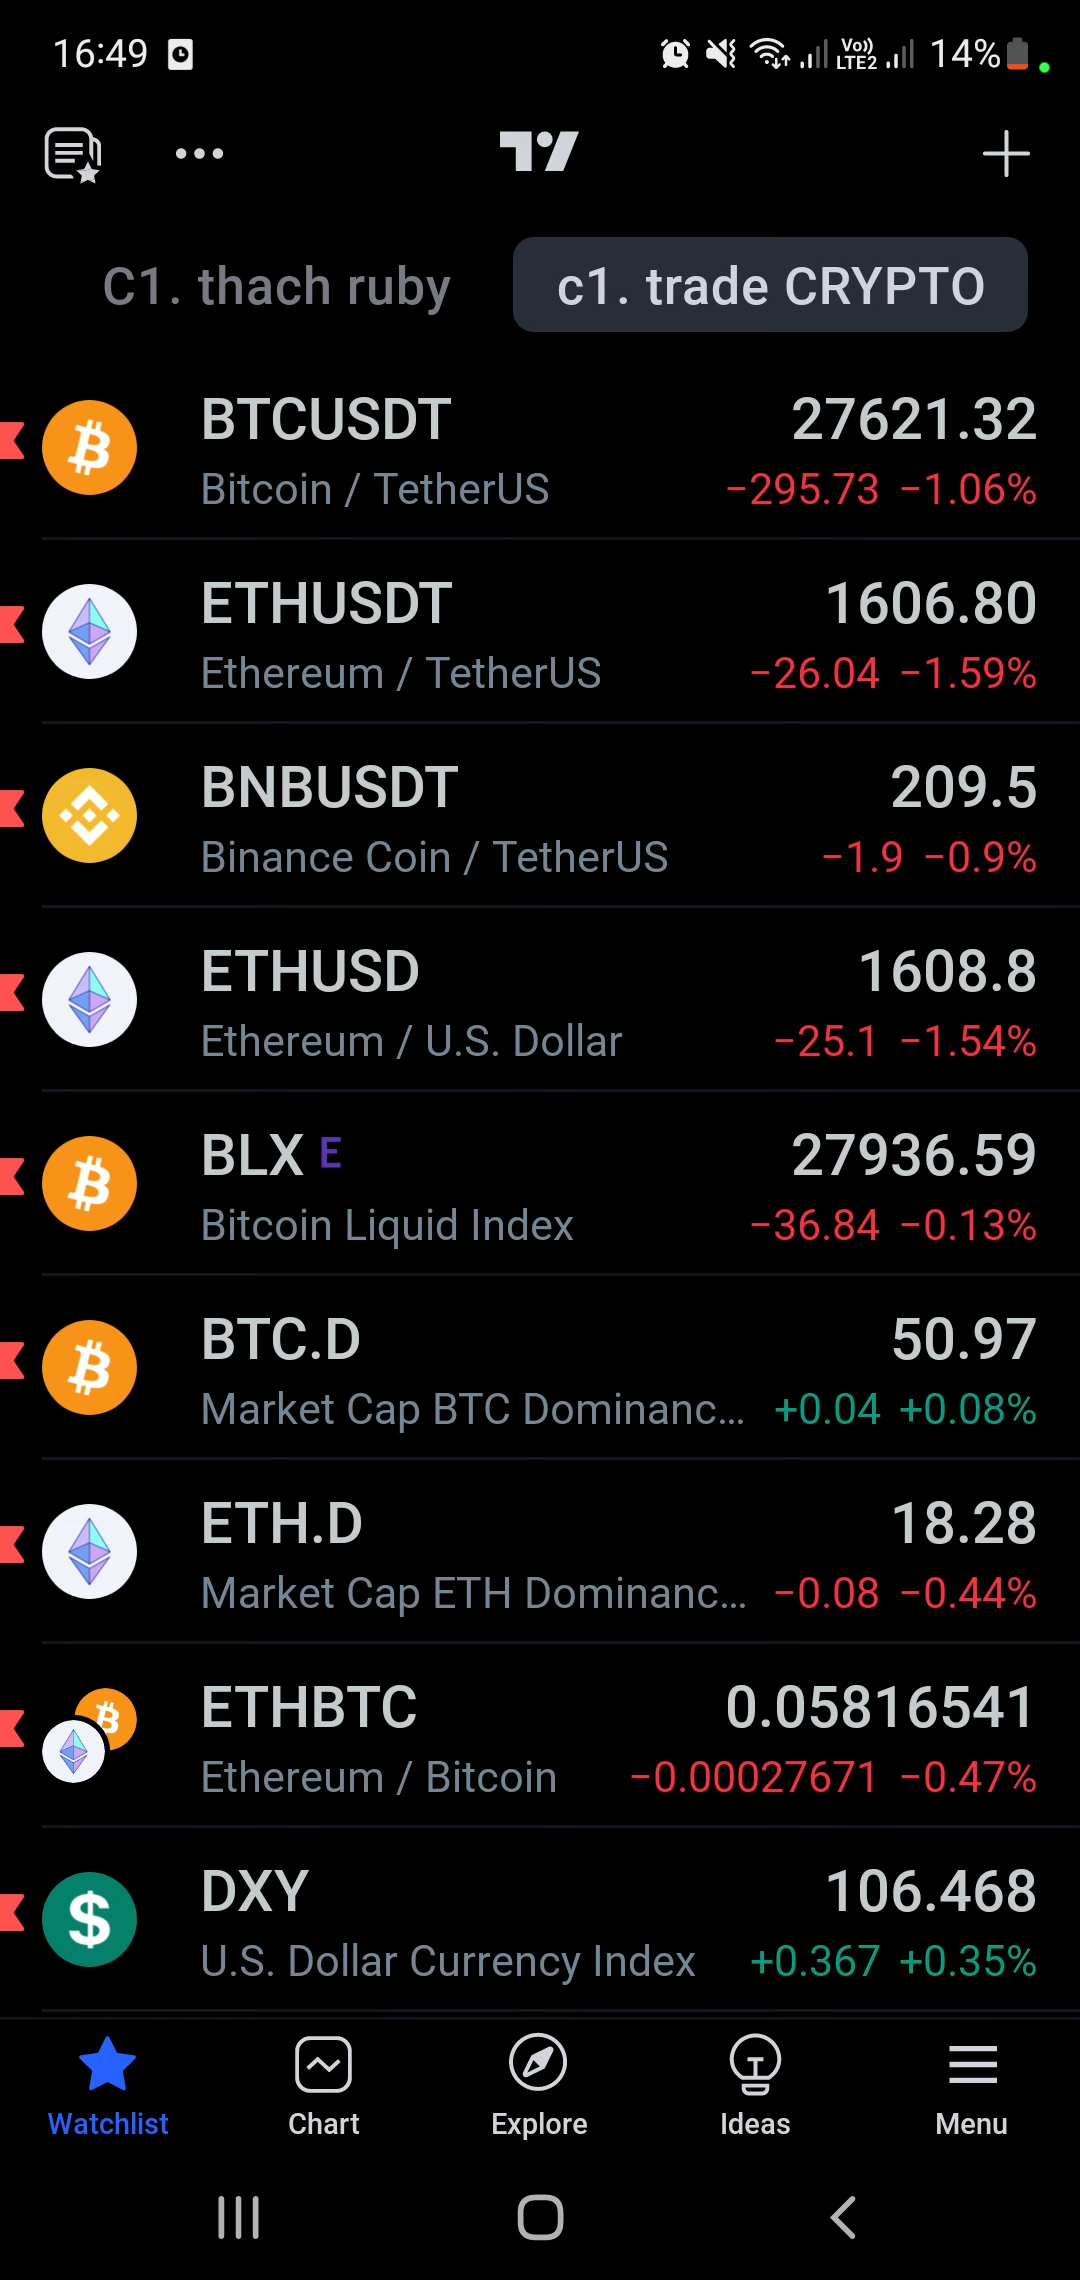 16:49 Vo)) LTE2 14%
C1. thach ruby c1. trade CRYPTO
BTCUSDT 27621.32
Bitcoin / TetherUS −295.73 −1.06%
ETHUSDT 1606.80
Ethereum / TetherUS −26.04 −1.59%
BNBUSDT 209.5
Binance Coin / TetherUS −1.9 −0.9%
ETHUSD 1608.8
Ethereum / U.S. Dollar −25.1 −1.54%
BLX E 27936.59
Bitcoin Liquid Index −36.84 −0.13%
BTC.D 50.97
Market Cap BTC Dominanc... +0.04 +0.08%
ETH.D 18.28
Market Cap ETH Dominanc... −0.08 −0.44%
ETHBTC 0.05816541
Ethereum / Bitcoin −0.00027671 −0.47%
DXY 106.468
U.S. Dollar Currency Index +0.367 +0.35%
Watchlist Chart Explore Ideas Menu